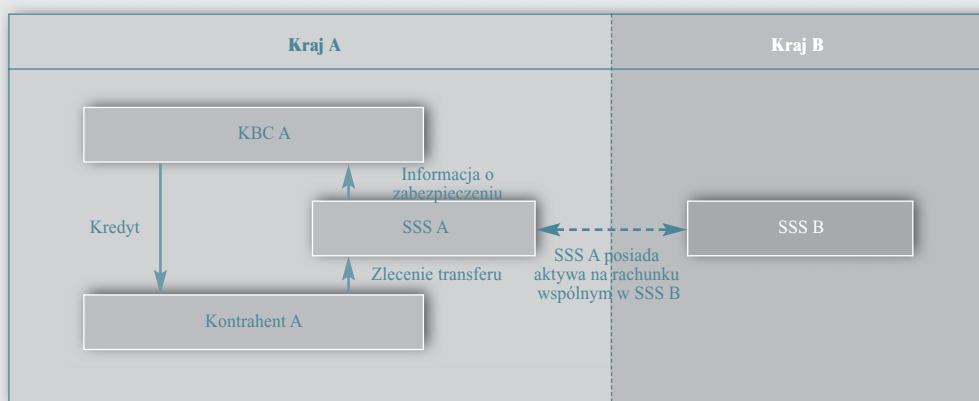 Kraj A
Kraj B
KBC A
Informacja o
zabezpieczeniu
Kredyt
SSS A
SSS B
SSS A posiada
aktywa na rachunku
wspólnym w SSS B
Zlecenie transferu
Kontrahent A